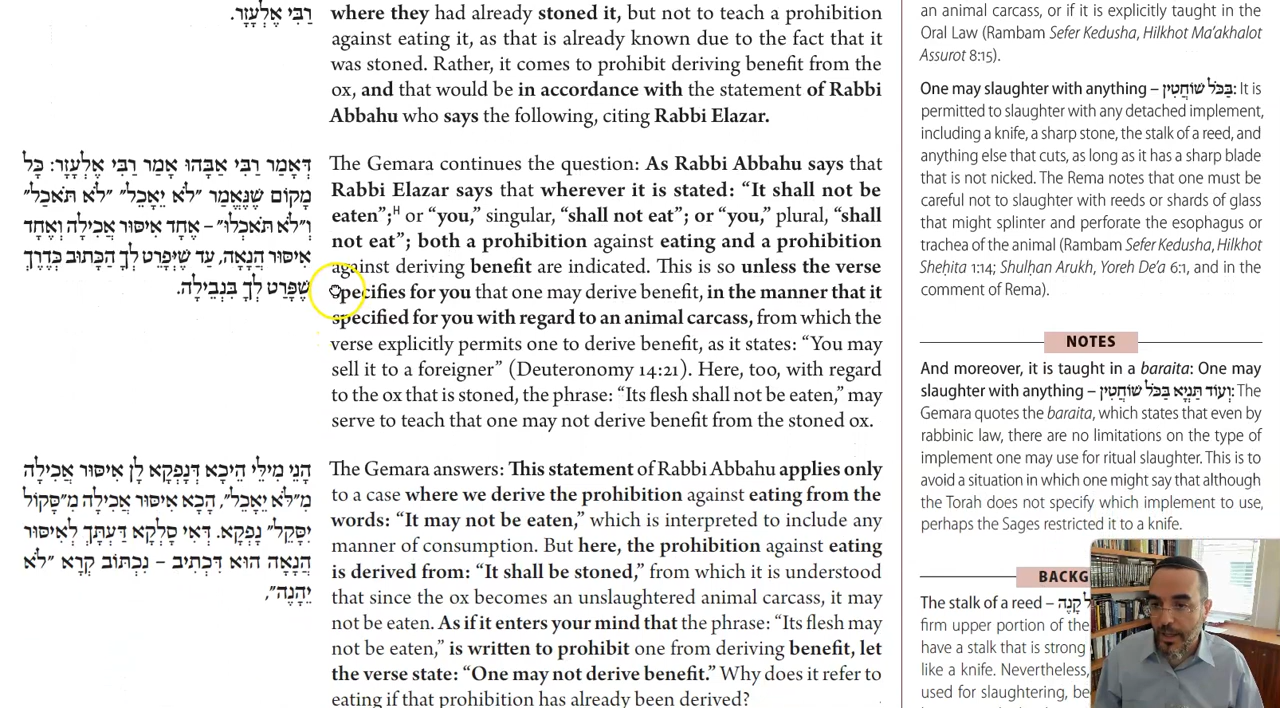 רַבִּי אֶלְעָזָר.
where they had already stoned it, but not to teach a prohibition
against eating it, as that is already known due to the fact that it
was stoned. Rather, it comes to prohibit deriving benefit from the
ox, and that would be in accordance with the statement of Rabbi
Abbahu who says the following, citing Rabbi Elazar.
דְּאָמַר רַבִּי אַבָּהוּ אָמַר רַבִּי אֶלְעָזָר: כָּל
מָקוֹם שֶׁנֶּאֱמַר ״לֹא יֵאָכֵל״ ״לֹא תֹּאכַל״
וְ״לֹא תֹּאכְלוּ״ – אֶחָד אִיסּוּר אֲכִילָה וְאֶחָד
אִיסּוּר הֲנָאָה, עַד שֶׁיִּפְרֵט לְךָ הַכָּתוּב כְּדֶרֶךְ
שֶׁפָּרַט לְךָ בִּנְבֵילָה.
The Gemara continues the question: As Rabbi Abbahu says that
Rabbi Elazar says that wherever it is stated: “It shall not be
eaten”;ᴴ or “you,” singular, “shall not eat”; or “you,” plural, “shall
not eat”; both a prohibition against eating and a prohibition
against deriving benefit are indicated. This is so unless the verse
specifies for you that one may derive benefit, in the manner that it
specified for you with regard to an animal carcass, from which the
verse explicitly permits one to derive benefit, as it states: “You may
sell it to a foreigner” (Deuteronomy 14:21). Here, too, with regard
to the ox that is stoned, the phrase: “Its flesh shall not be eaten,” may
serve to teach that one may not derive benefit from the stoned ox.
הָנֵי מִילֵּי הֵיכָא דְּנָפְקָא לַן אִיסּוּר אֲכִילָה
מִ״לֹּא יֵאָכֵל״, הָכָא אִיסּוּר אֲכִילָה מִ״סָּקוֹל
יִסָּקֵל״ נָפְקָא. דְּאִי סָלְקָא דַּעְתָּךְ לְאִיסּוּר
הֲנָאָה הוּא דִּכְתִיב – נִכְתּוֹב קְרָא ״לֹא
יֵהָנֶה״,
The Gemara answers: This statement of Rabbi Abbahu applies only
to a case where we derive the prohibition against eating from the
words: “It may not be eaten,” which is interpreted to include any
manner of consumption. But here, the prohibition against eating
is derived from: “It shall be stoned,” from which it is understood
that since the ox becomes an unslaughtered animal carcass, it may
not be eaten. As if it enters your mind that the phrase: “Its flesh may
not be eaten,” is written to prohibit one from deriving benefit, let
the verse state: “One may not derive benefit.” Why does it refer to
eating if that prohibition has already been derived?
an animal carcass, or if it is explicitly taught in the
Oral Law (Rambam Sefer Kedusha, Hilkhot Ma’akhalot
Assurot 8:15).
One may slaughter with anything – בַּכֹּל שׁוֹחֲטִין: It is
permitted to slaughter with any detached implement,
including a knife, a sharp stone, the stalk of a reed, and
anything else that cuts, as long as it has a sharp blade
that is not nicked. The Rema notes that one must be
careful not to slaughter with reeds or shards of glass
that might splinter and perforate the esophagus or
trachea of the animal (Rambam Sefer Kedusha, Hilkhot
Sheḥita 1:14; Shulḥan Arukh, Yoreh De’a 6:1, and in the
comment of Rema).
NOTES
And moreover, it is taught in a baraita: One may
slaughter with anything – וְעוֹד תַּנְיָא בַּכֹּל שׁוֹחֲטִין: The
Gemara quotes the baraita, which states that even by
rabbinic law, there are no limitations on the type of
implement one may use for ritual slaughter. This is to
avoid a situation in which one might say that although
the Torah does not specify which implement to use,
perhaps the Sages restricted it to a knife.
BACKG
The stalk of a reed – קָנֶה
firm upper portion of the
have a stalk that is strong
like a knife. Nevertheless,
used for slaughtering, be